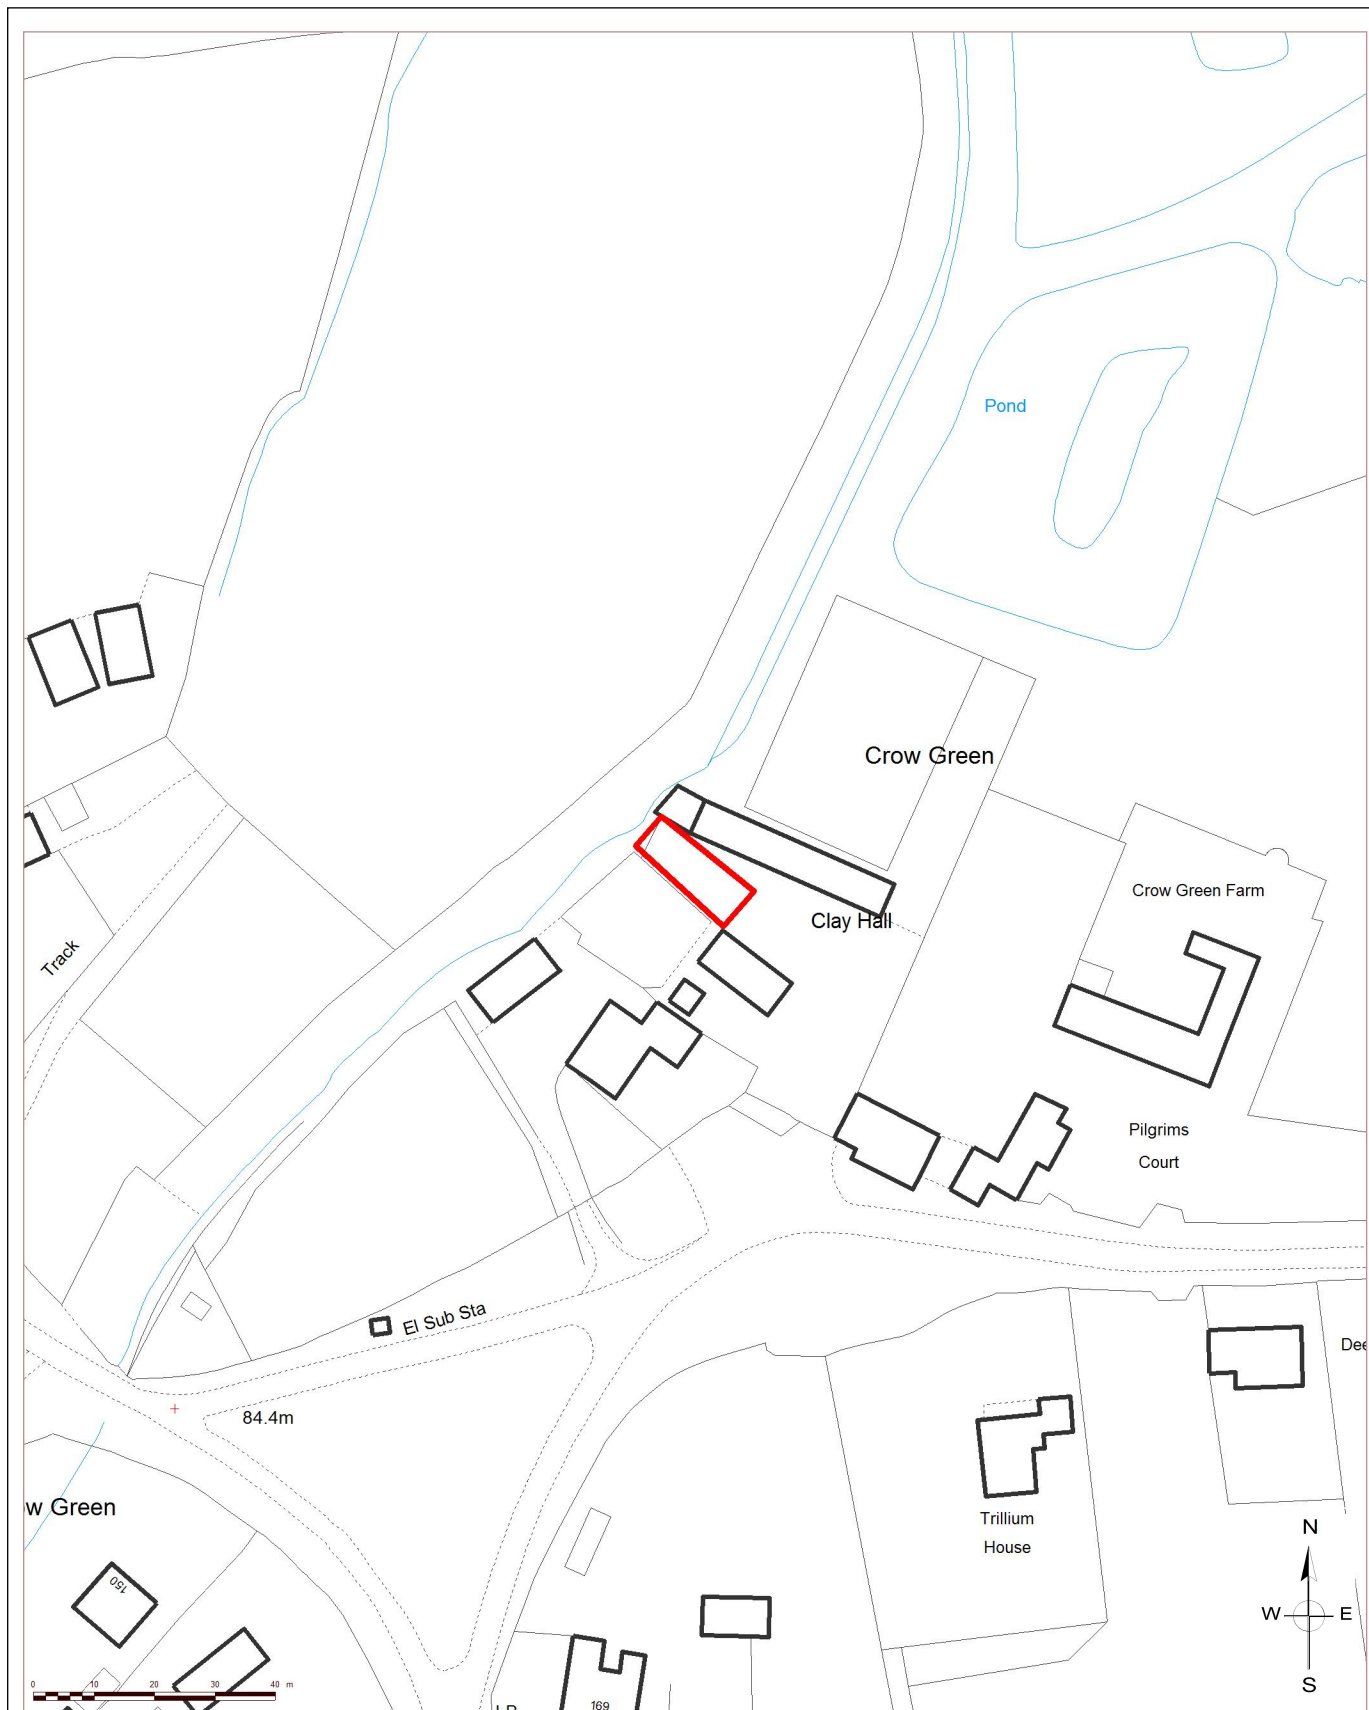 Pond
Crow Green
Crow Green Farm
Clay Hall
Track
Pilgrims
Court
El Sub Sta
84.4m
w Green
Dee
Trillium
House
N
W
E
S
150
169
0 10 20 30 40 m